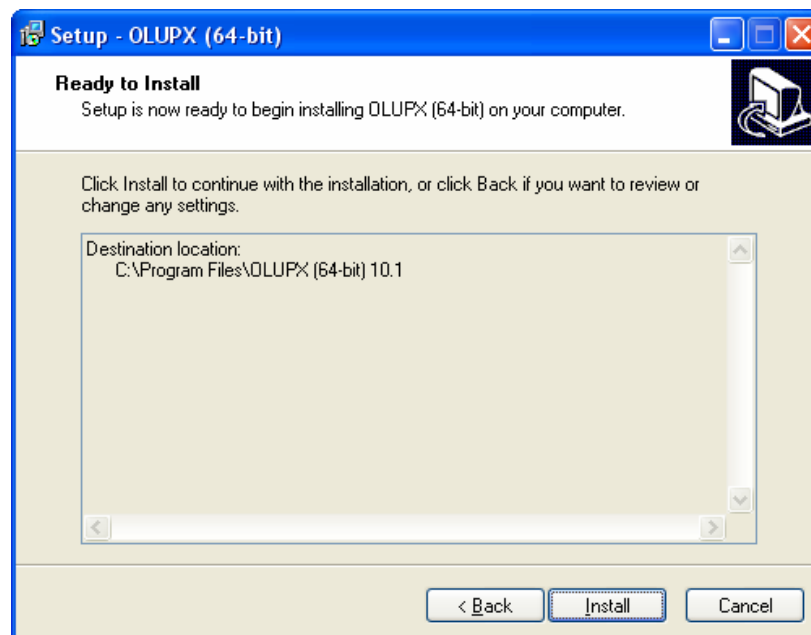 Setup - OLUPX (64-bit)
Ready to Install
Setup is now ready to begin installing OLUPX (64-bit) on your computer.
Click Install to continue with the installation, or click Back if you want to review or
change any settings.
Destination location:
C:\Program Files\OLUPX (64-bit) 10.1
< Back
Install
Cancel